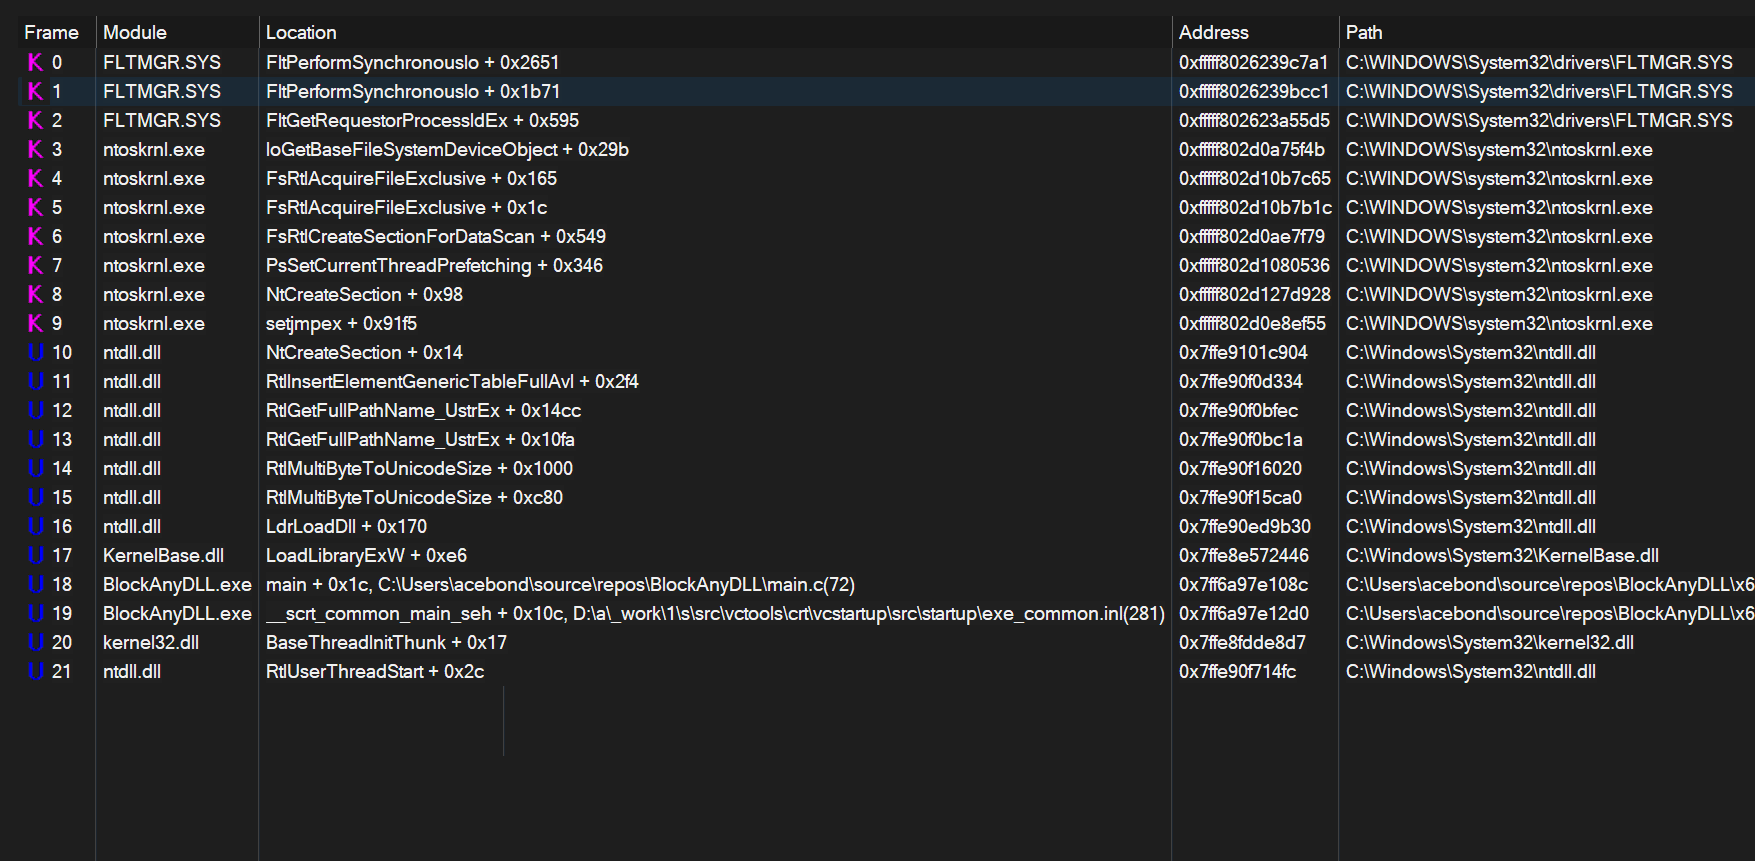 Frame Module Location Address Path
K 0 FLTMGR.SYS FltPerformSynchronousIo + 0x2651 0xfffff8026239c7a1 C:\WINDOWS\System32\drivers\FLTMGR.SYS
K 1 FLTMGR.SYS FltPerformSynchronousIo + 0x1b71 0xfffff8026239bcc1 C:\WINDOWS\System32\drivers\FLTMGR.SYS
K 2 FLTMGR.SYS FltGetRequestorProcessIdEx + 0x595 0xfffff802623a55d5 C:\WINDOWS\System32\drivers\FLTMGR.SYS
K 3 ntoskrnl.exe IoGetBaseFileSystemDeviceObject + 0x29b 0xfffff802d0a75f4b C:\WINDOWS\system32\ntoskrnl.exe
K 4 ntoskrnl.exe FsRtlAcquireFileExclusive + 0x165 0xfffff802d10b7c65 C:\WINDOWS\system32\ntoskrnl.exe
K 5 ntoskrnl.exe FsRtlAcquireFileExclusive + 0x1c 0xfffff802d10b7b1c C:\WINDOWS\system32\ntoskrnl.exe
K 6 ntoskrnl.exe FsRtlCreateSectionForDataScan + 0x549 0xfffff802d0ae7f79 C:\WINDOWS\system32\ntoskrnl.exe
K 7 ntoskrnl.exe PsSetCurrentThreadPrefetching + 0x346 0xfffff802d1080536 C:\WINDOWS\system32\ntoskrnl.exe
K 8 ntoskrnl.exe NtCreateSection + 0x98 0xfffff802d127d928 C:\WINDOWS\system32\ntoskrnl.exe
K 9 ntoskrnl.exe setjmpex + 0x91f5 0xfffff802d0e8ef55 C:\WINDOWS\system32\ntoskrnl.exe
U 10 ntdll.dll NtCreateSection + 0x14 0x7ffe9101c904 C:\Windows\System32\ntdll.dll
U 11 ntdll.dll RtlInsertElementGenericTableFullAvl + 0x2f4 0x7ffe90f0d334 C:\Windows\System32\ntdll.dll
U 12 ntdll.dll RtlGetFullPathName_UstrEx + 0x14cc 0x7ffe90f0bfec C:\Windows\System32\ntdll.dll
U 13 ntdll.dll RtlGetFullPathName_UstrEx + 0x10fa 0x7ffe90f0bc1a C:\Windows\System32\ntdll.dll
U 14 ntdll.dll RtlMultiByteToUnicodeSize + 0x1000 0x7ffe90f16020 C:\Windows\System32\ntdll.dll
U 15 ntdll.dll RtlMultiByteToUnicodeSize + 0xc80 0x7ffe90f15ca0 C:\Windows\System32\ntdll.dll
U 16 ntdll.dll LdrLoadDll + 0x170 0x7ffe90ed9b30 C:\Windows\System32\ntdll.dll
U 17 KernelBase.dll LoadLibraryExW + 0xe6 0x7ffe8e572446 C:\Windows\System32\KernelBase.dll
U 18 BlockAnyDLL.exe main + 0x1c, C:\Users\acebond\source\repos\BlockAnyDLL\main.c(72) 0x7ff6a97e108c C:\Users\acebond\source\repos\BlockAnyDLL\x6
U 19 BlockAnyDLL.exe __scrt_common_main_seh + 0x10c, D:\a\_work\1\s\src\vctools\crt\vcstartup\src\startup\exe_common.inl(281) 0x7ff6a97e12d0 C:\Users\acebond\source\repos\BlockAnyDLL\x6
U 20 kernel32.dll BaseThreadInitThunk + 0x17 0x7ffe8fdde8d7 C:\Windows\System32\kernel32.dll
U 21 ntdll.dll RtlUserThreadStart + 0x2c 0x7ffe90f714fc C:\Windows\System32\ntdll.dll